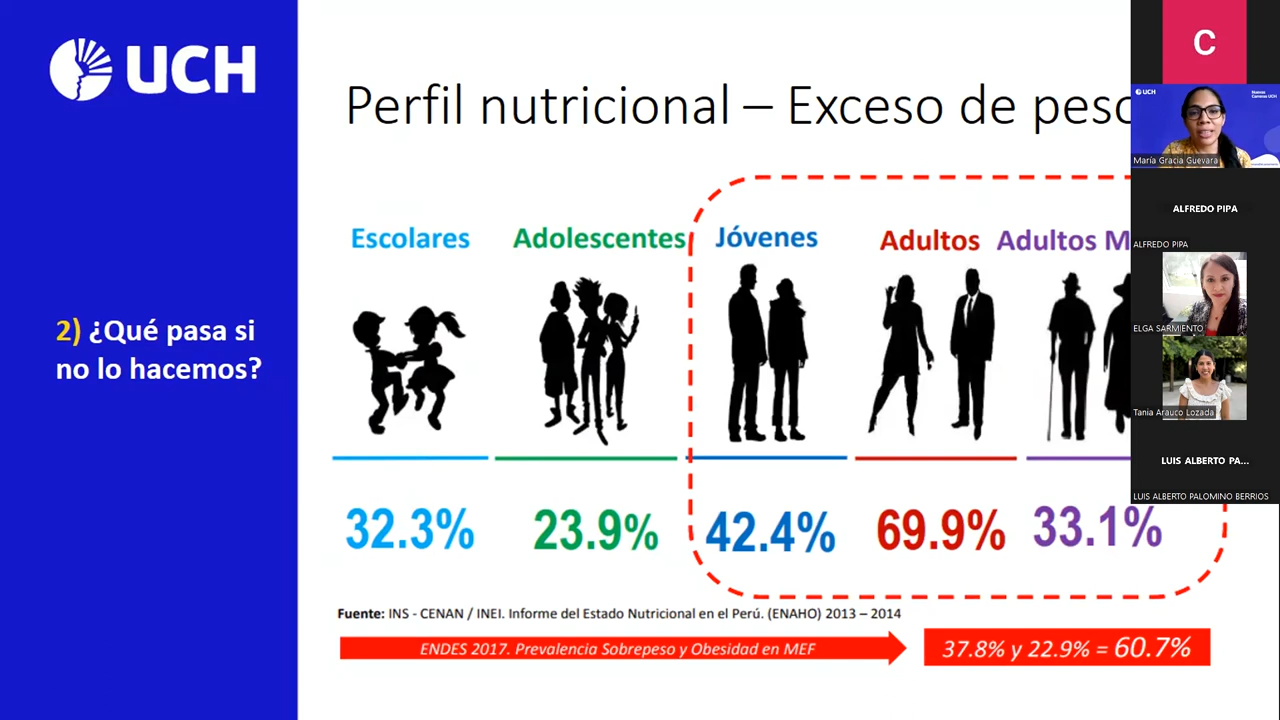 UCH
Perfil nutricional – Exceso de peso
2) ¿Qué pasa si
no lo hacemos?
Escolares
Adolescentes
Jóvenes
Adultos
Adultos M
32.3%
23.9%
42.4%
69.9%
33.1%
Fuente: INS - CENAN / INEI. Informe del Estado Nutricional en el Perú. (ENAHO) 2013 – 2014
ENDES 2017. Prevalencia Sobrepeso y Obesidad en MEF
37.8% y 22.9% = 60.7%
C
UCH
María Gracia Guevara
ALFREDO PIPA
ALFREDO PIPA
ELGA SARMIENTO
Tania Arauco Lozada
LUIS ALBERTO PA...
LUIS ALBERTO PALOMINO BERRIOS